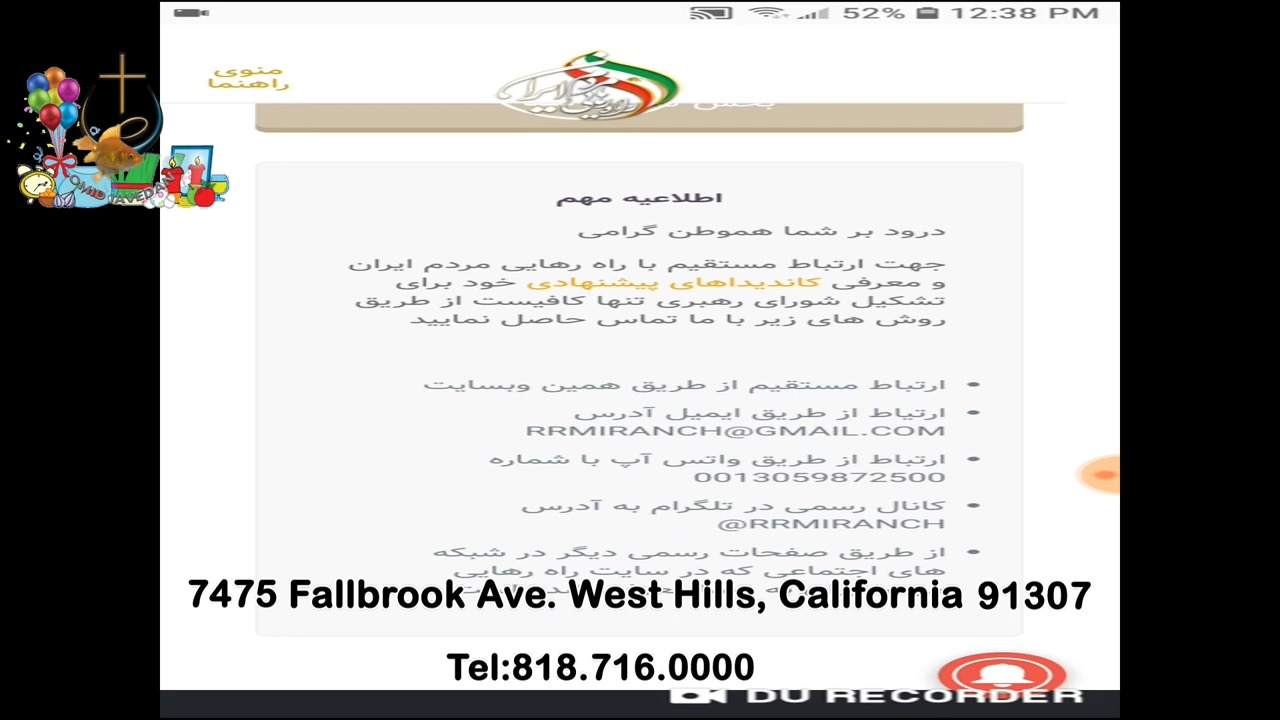 52% 12:38 PM
منوی
راهنما
اطلاعیه مهم
درود بر شما هموطن گرامی
جهت ارتباط مستقیم با راه رهایی مردم ایران
و معرفی کاندیداهای پیشنهادی خود برای
تشکیل شورای رهبری تنها کافیست از طریق
روش های زیر با ما تماس حاصل نمایید
• ارتباط مستقیم از طریق همین وبسایت
• ارتباط از طریق ایمیل آدرس
RRMIRANCH@GMAIL.COM
• ارتباط از طریق واتس آپ با شماره
0013059872500
• کانال رسمی در تلگرام به آدرس
@RRMIRANCH
• از طریق صفحات رسمی دیگر در شبکه
های اجتماعی که در سایت راه رهایی
7475 Fallbrook Ave. West Hills, California 91307
Tel:818.716.0000
DU RECORDER
OMID JAVEDAN